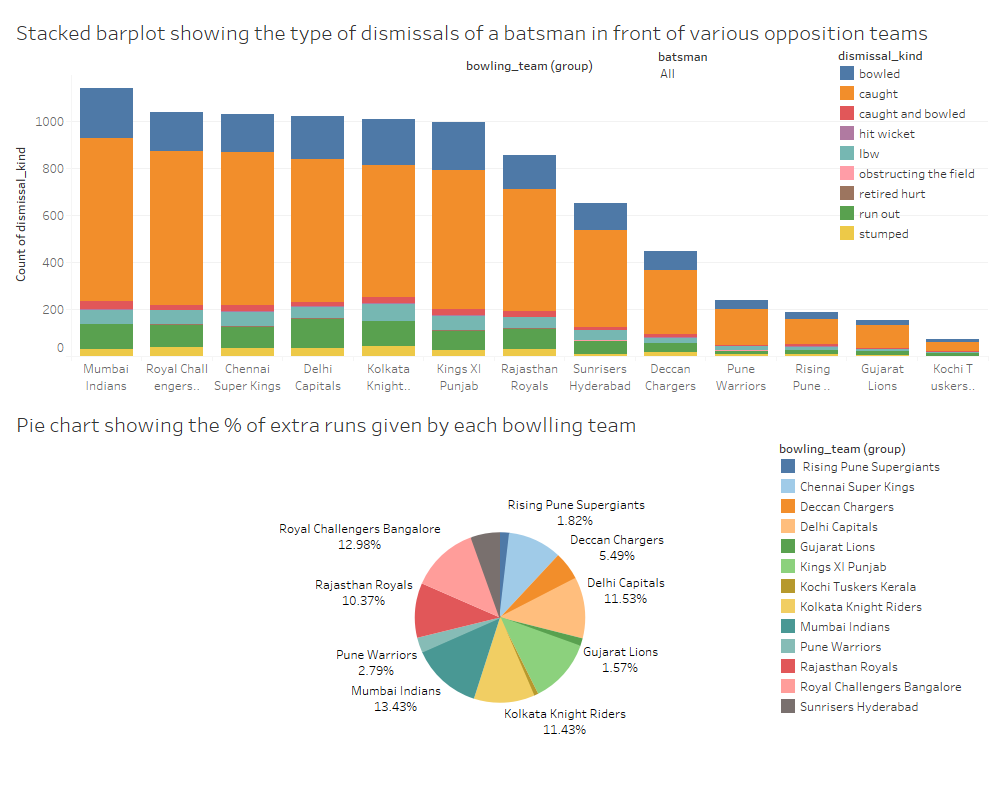 Stacked barplot showing the type of dismissals of a batsman in front of various opposition teams
bowling_team (group)
batsman
All
dismissal_kind
bowled
caught
caught and bowled
hit wicket
lbw
obstructing the field
retired hurt
run out
stumped
Count of dismissal_kind
1000
800
600
400
200
0
Mumbai
Indians
Royal Chall
engers..
Chennai
Super Kings
Delhi
Capitals
Kolkata
Knight..
Kings XI
Punjab
Rajasthan
Royals
Sunrisers
Hyderabad
Deccan
Chargers
Pune
Warriors
Rising
Pune ..
Gujarat
Lions
Kochi T
uskers..
Pie chart showing the % of extra runs given by each bowlling team
Rising Pune Supergiants
1.82%
Deccan Chargers
5.49%
Delhi Capitals
11.53%
Gujarat Lions
1.57%
Kolkata Knight Riders
11.43%
Mumbai Indians
13.43%
Pune Warriors
2.79%
Rajasthan Royals
10.37%
Royal Challengers Bangalore
12.98%
bowling_team (group)
Rising Pune Supergiants
Chennai Super Kings
Deccan Chargers
Delhi Capitals
Gujarat Lions
Kings XI Punjab
Kochi Tuskers Kerala
Kolkata Knight Riders
Mumbai Indians
Pune Warriors
Rajasthan Royals
Royal Challengers Bangalore
Sunrisers Hyderabad